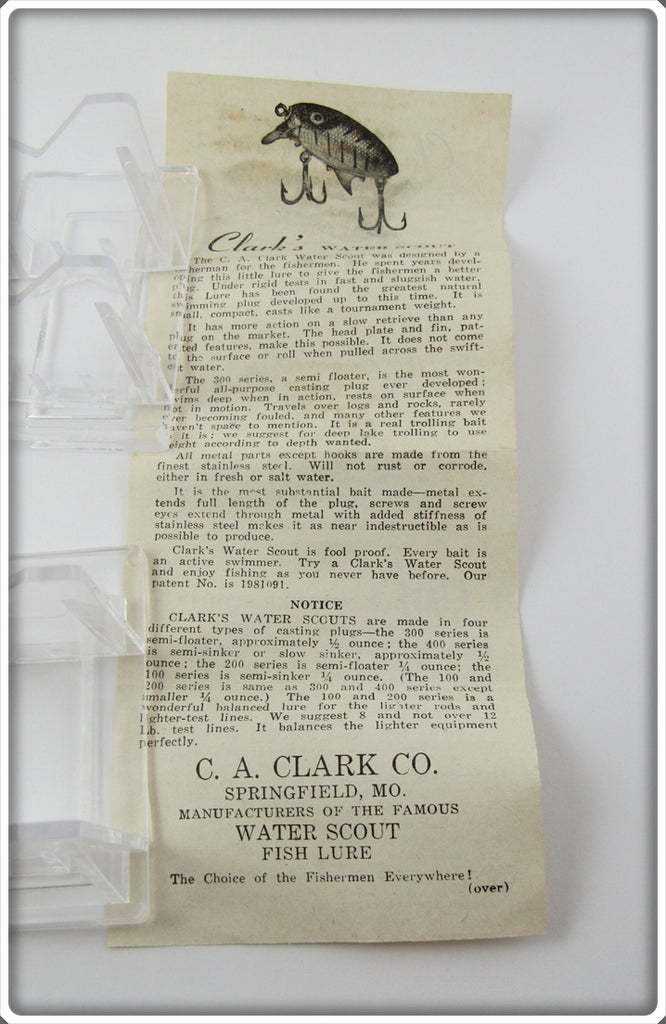 Clark's WATER SCOUT
The C. A. Clark Water Scout was designed by a
herman for the fishermen. He spent years devel-
oping this little lure to give the fishermen a better
plug. Under rigid tests in fast and sluggish water,
this Lure has been found the greatest natural
swimming plug developed up to this time. It is
small, compact, casts like a tournament weight.
It has more action on a slow retrieve than any
plug on the market. The head plate and fin, pat-
ented features, make this possible. It does not come
to the surface or roll when pulled across the swift-
est water.
The 300 series, a semi floater, is the most won-
erful all-purpose casting plug ever developed;
wims deep when in action, rests on surface when
not in motion. Travels over logs and rocks, rarely
ever becoming fouled, and many other features we
haven't space to mention. It is a real trolling bait
as it is; we suggest for deep lake trolling to use
weight according to depth wanted.
All metal parts except hooks are made from the
finest stainless steel. Will not rust or corrode,
either in fresh or salt water.
It is the most substantial bait made—metal ex-
tends full length of the plug, screws and screw
eyes extend through metal with added stiffness of
stainless steel makes it as near indestructible as is
possible to produce.
Clark's Water Scout is fool proof. Every bait is
an active swimmer. Try a Clark's Water Scout
and enjoy fishing as you never have before. Our
patent No. is 1981091.
NOTICE
CLARK'S WATER SCOUTS are made in four
different types of casting plugs—the 300 series is
semi-floater, approximately ½ ounce; the 400 series
is semi-sinker or slow sinker, approximately ½
ounce; the 200 series is semi-floater ¼ ounce; the
100 series is semi-sinker ¼ ounce. (The 100 and
200 series is same as 300 and 400 series except
smaller ¼ ounce.) The 100 and 200 series is a
wonderful balanced lure for the lighter rods and
lighter-test lines. We suggest 8 and not over 12
Lb. test lines. It balances the lighter equipment
perfectly.
C. A. CLARK CO.
SPRINGFIELD, MO.
MANUFACTURERS OF THE FAMOUS
WATER SCOUT
FISH LURE
The Choice of the Fishermen Everywhere!
(over)